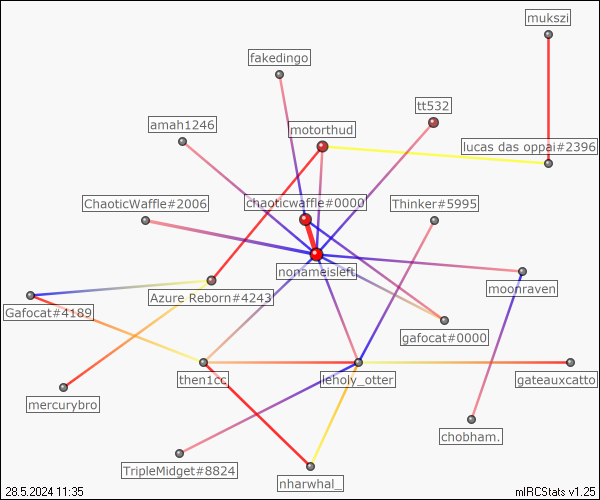 mukszi
fakedingo
tt532
amah1246
motorthud
lucas das oppai#2396
ChaoticWaffle#2006
chaoticwaffle#0000
Thinker#5995
nonameisleft
moonraven
Azure Reborn#4243
Gafocat#4189
gafocat#0000
then1cc
leholy_otter
gateauxcatto
mercurybro
chobham.
TripleMidget#8824
nharwhal_
28.5.2024 11:35
mIRCStats v1.25